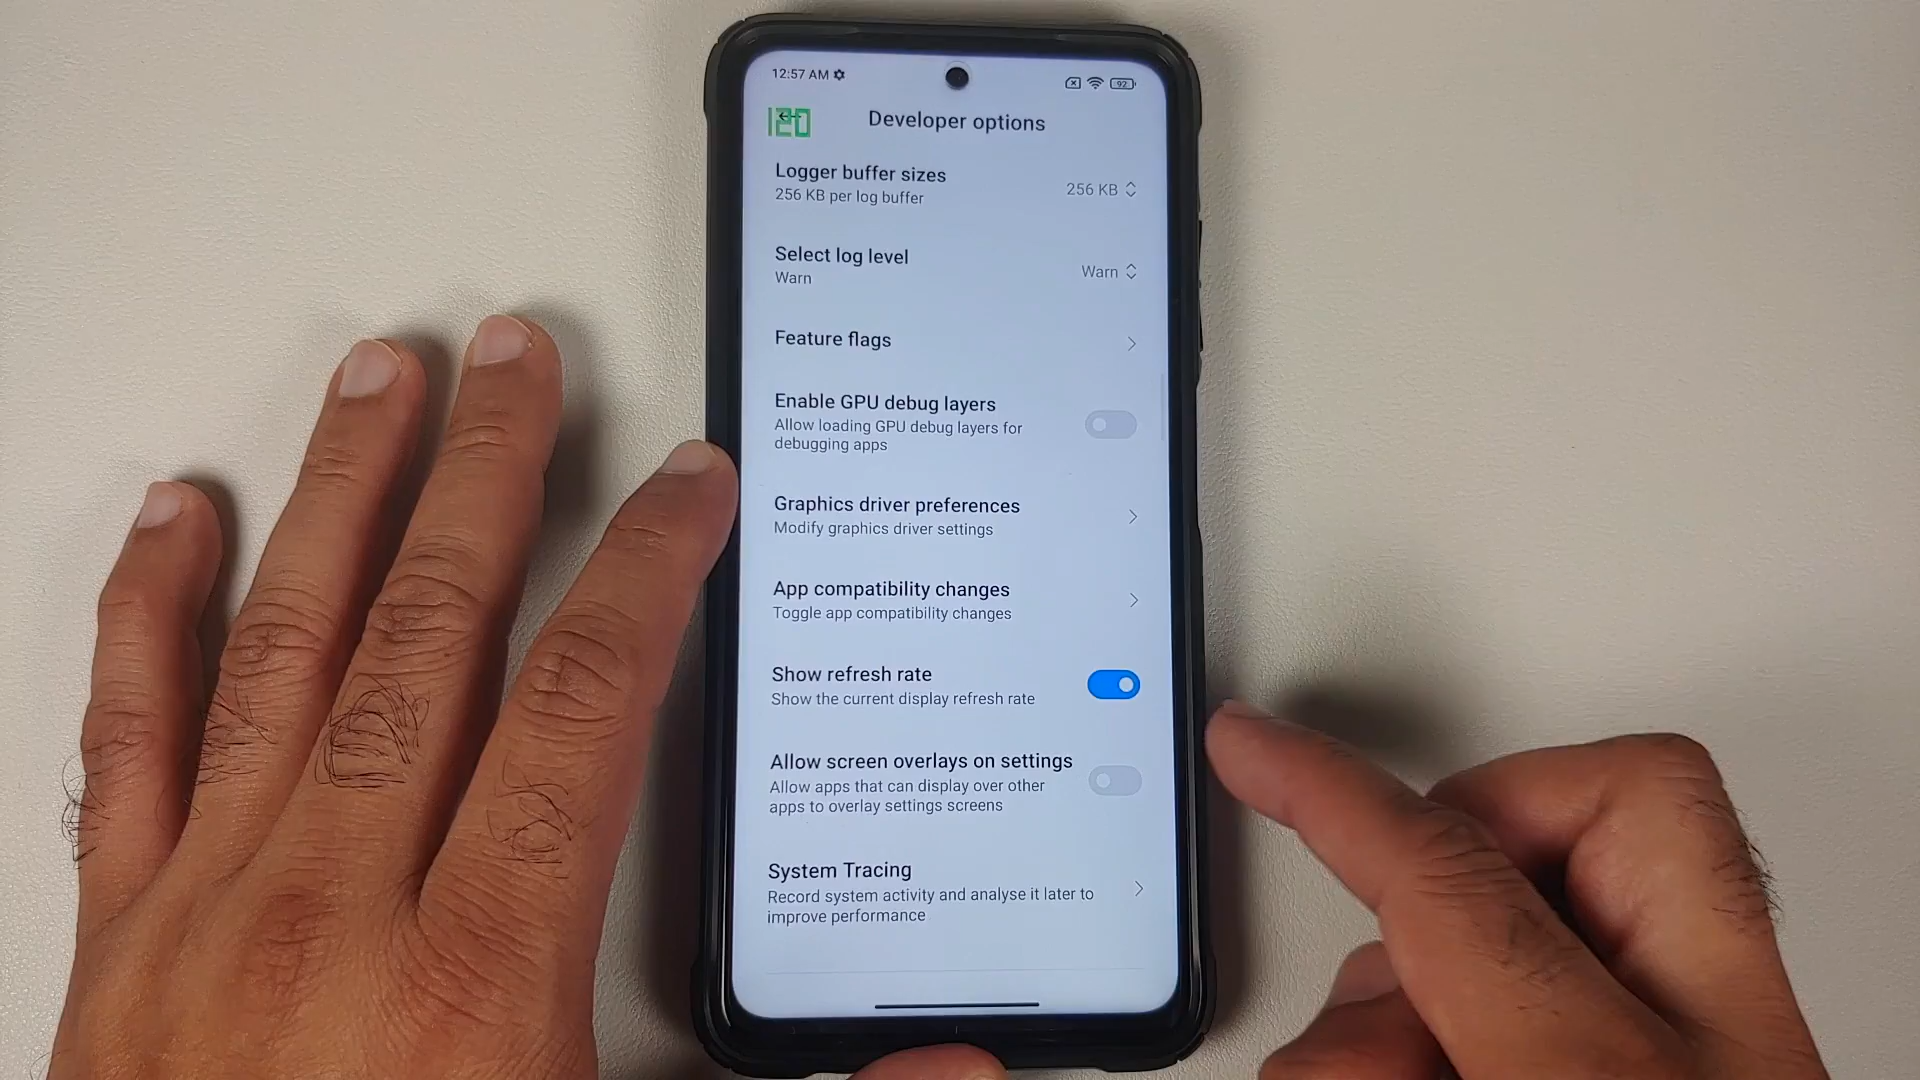 12:57 AM
92
120
Developer options
Logger buffer sizes
256 KB per log buffer
256 KB
Select log level
Warn
Warn
Feature flags
Enable GPU debug layers
Allow loading GPU debug layers for
debugging apps
Graphics driver preferences
Modify graphics driver settings
App compatibility changes
Toggle app compatibility changes
Show refresh rate
Show the current display refresh rate
Allow screen overlays on settings
Allow apps that can display over other
apps to overlay settings screens
System Tracing
Record system activity and analyse it later to
improve performance